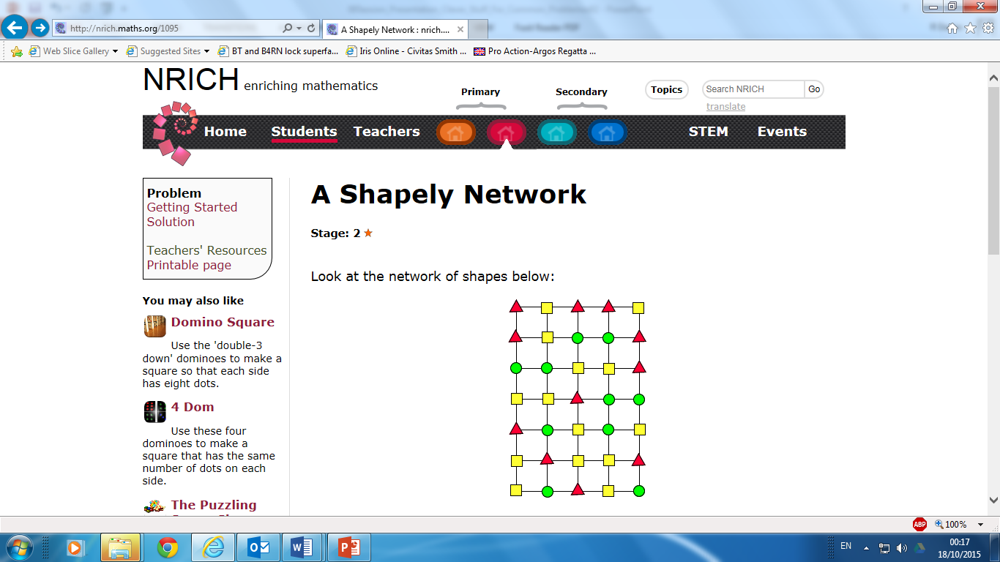 http://nrich.maths.org/1095
A Shapely Network : nrich....
Web Slice Gallery
Suggested Sites
BT and B4RN lock superfa...
Iris Online - Civitas Smith ...
Pro Action-Argos Regatta ...
NRICH enriching mathematics
Primary
Secondary
Topics
Search NRICH
Go
translate
Home
Students
Teachers
STEM
Events
Problem
Getting Started
Solution
Teachers' Resources
Printable page
You may also like
Domino Square
Use the 'double-3
down' dominoes to make a
square so that each side
has eight dots.
4 Dom
Use these four
dominoes to make a
square that has the same
number of dots on each
side.
The Puzzling
A Shapely Network
Stage: 2
Look at the network of shapes below:
ABP
100%
EN
00:17
18/10/2015